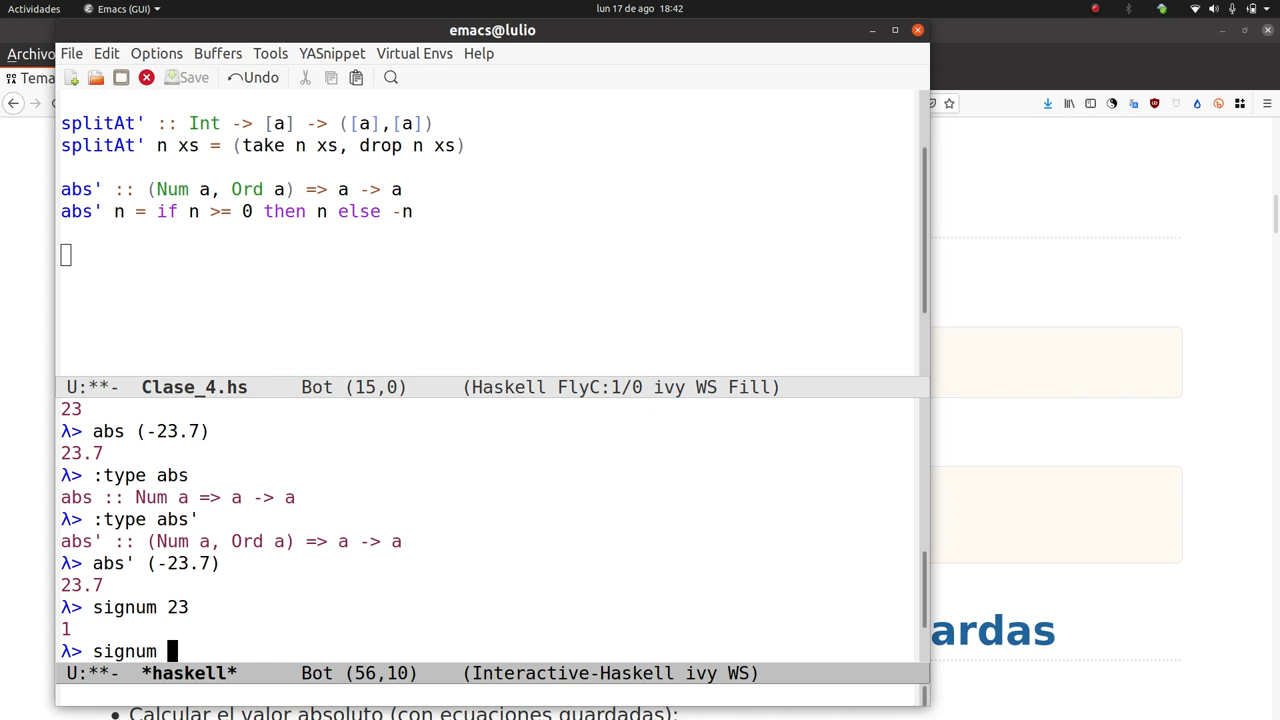 Actividades
Emacs (GUI)
lun 17 de ago 18:42
emacs@lulio
Archivo
Tema
File Edit Options Buffers Tools YASnippet Virtual Envs Help
Save Undo
splitAt' :: Int -> [a] -> ([a],[a])
splitAt' n xs = (take n xs, drop n xs)
abs' :: (Num a, Ord a) => a -> a
abs' n = if n >= 0 then n else -n
U:**- Clase_4.hs Bot (15,0) (Haskell FlyC:1/0 ivy WS Fill)
23
λ> abs (-23.7)
23.7
λ> :type abs
abs :: Num a => a -> a
λ> :type abs'
abs' :: (Num a, Ord a) => a -> a
λ> abs' (-23.7)
23.7
λ> signum 23
1
λ> signum
U:**- *haskell* Bot (56,10) (Interactive-Haskell ivy WS)
ardas
• Calcular el valor absoluto (con ecuaciones guardadas):